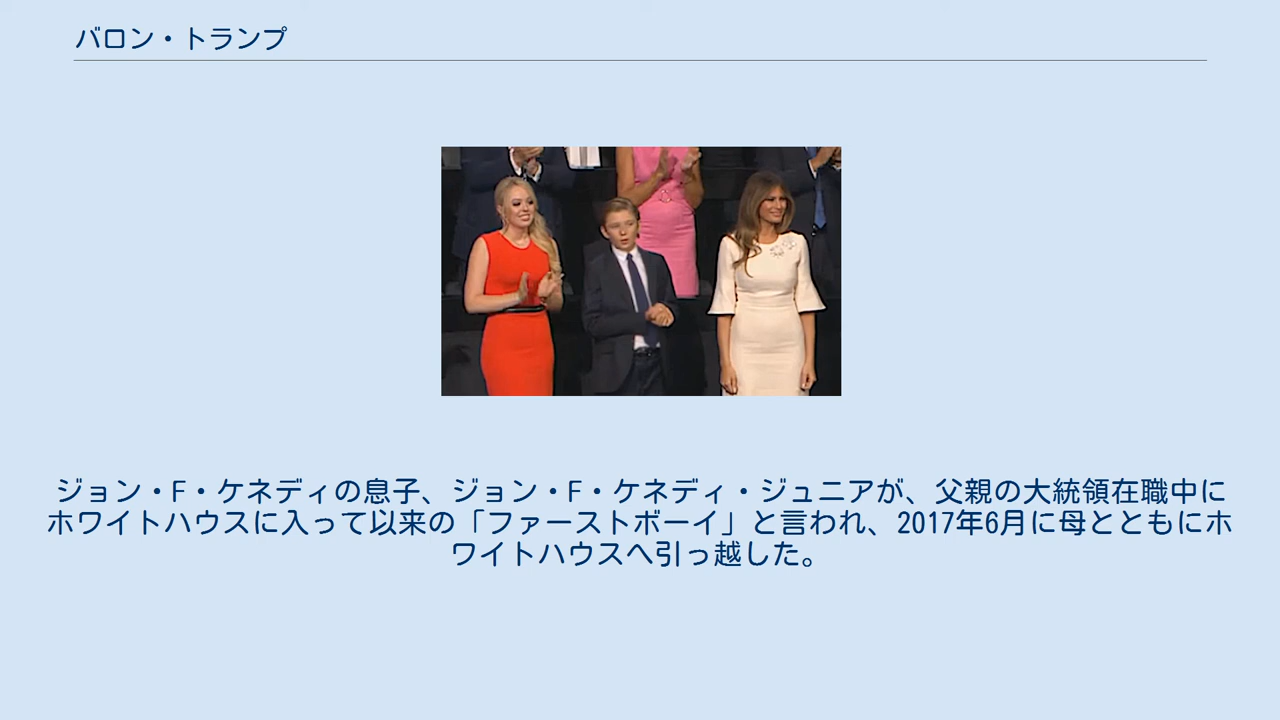 バロン・トランプ
ジョン・F・ケネディの息子、ジョン・F・ケネディ・ジュニアが、父親の大統領在職中に
ホワイトハウスに入って以来の「ファーストボーイ」と言われ、2017年6月に母とともにホ
ワイトハウスへ引っ越した。